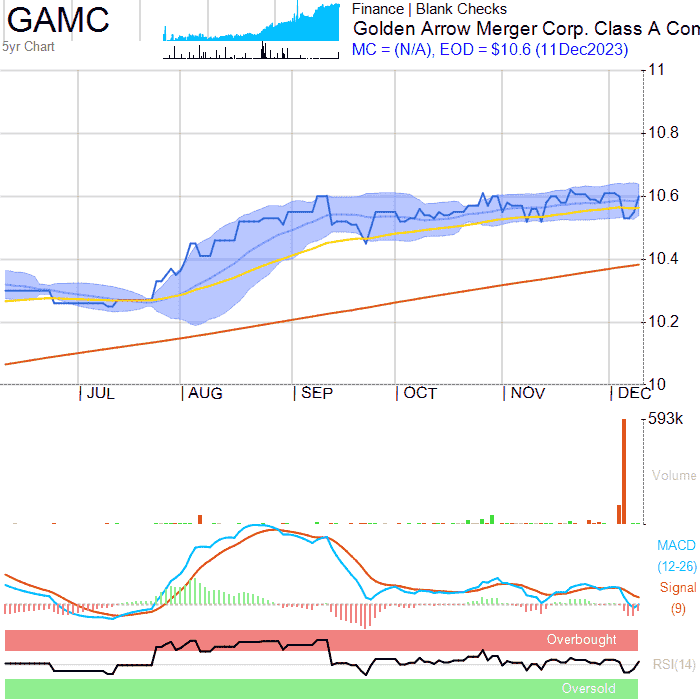 GAMC
5yr Chart
Finance | Blank Checks
Golden Arrow Merger Corp. Class A Con
MC = (N/A), EOD = $10.6 (11Dec2023)
11
10.8
10.6
10.4
10.2
10
JUL
AUG
SEP
OCT
NOV
DEC
593k
Volume
MACD
(12-26)
Signal
(9)
Overbought
RSI(14)
Oversold